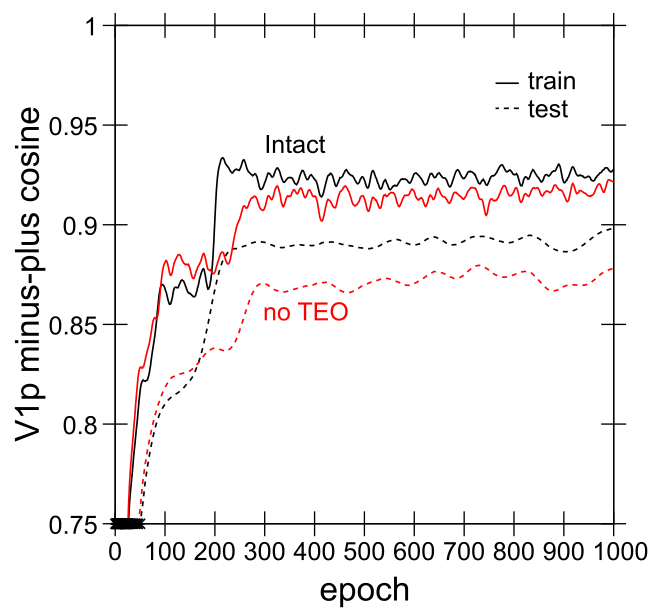 1
0.95
0.9
0.85
0.8
0.75
V1p minus-plus cosine
train
test
Intact
no TEO
0 100 200 300 400 500 600 700 800 900 1000
epoch